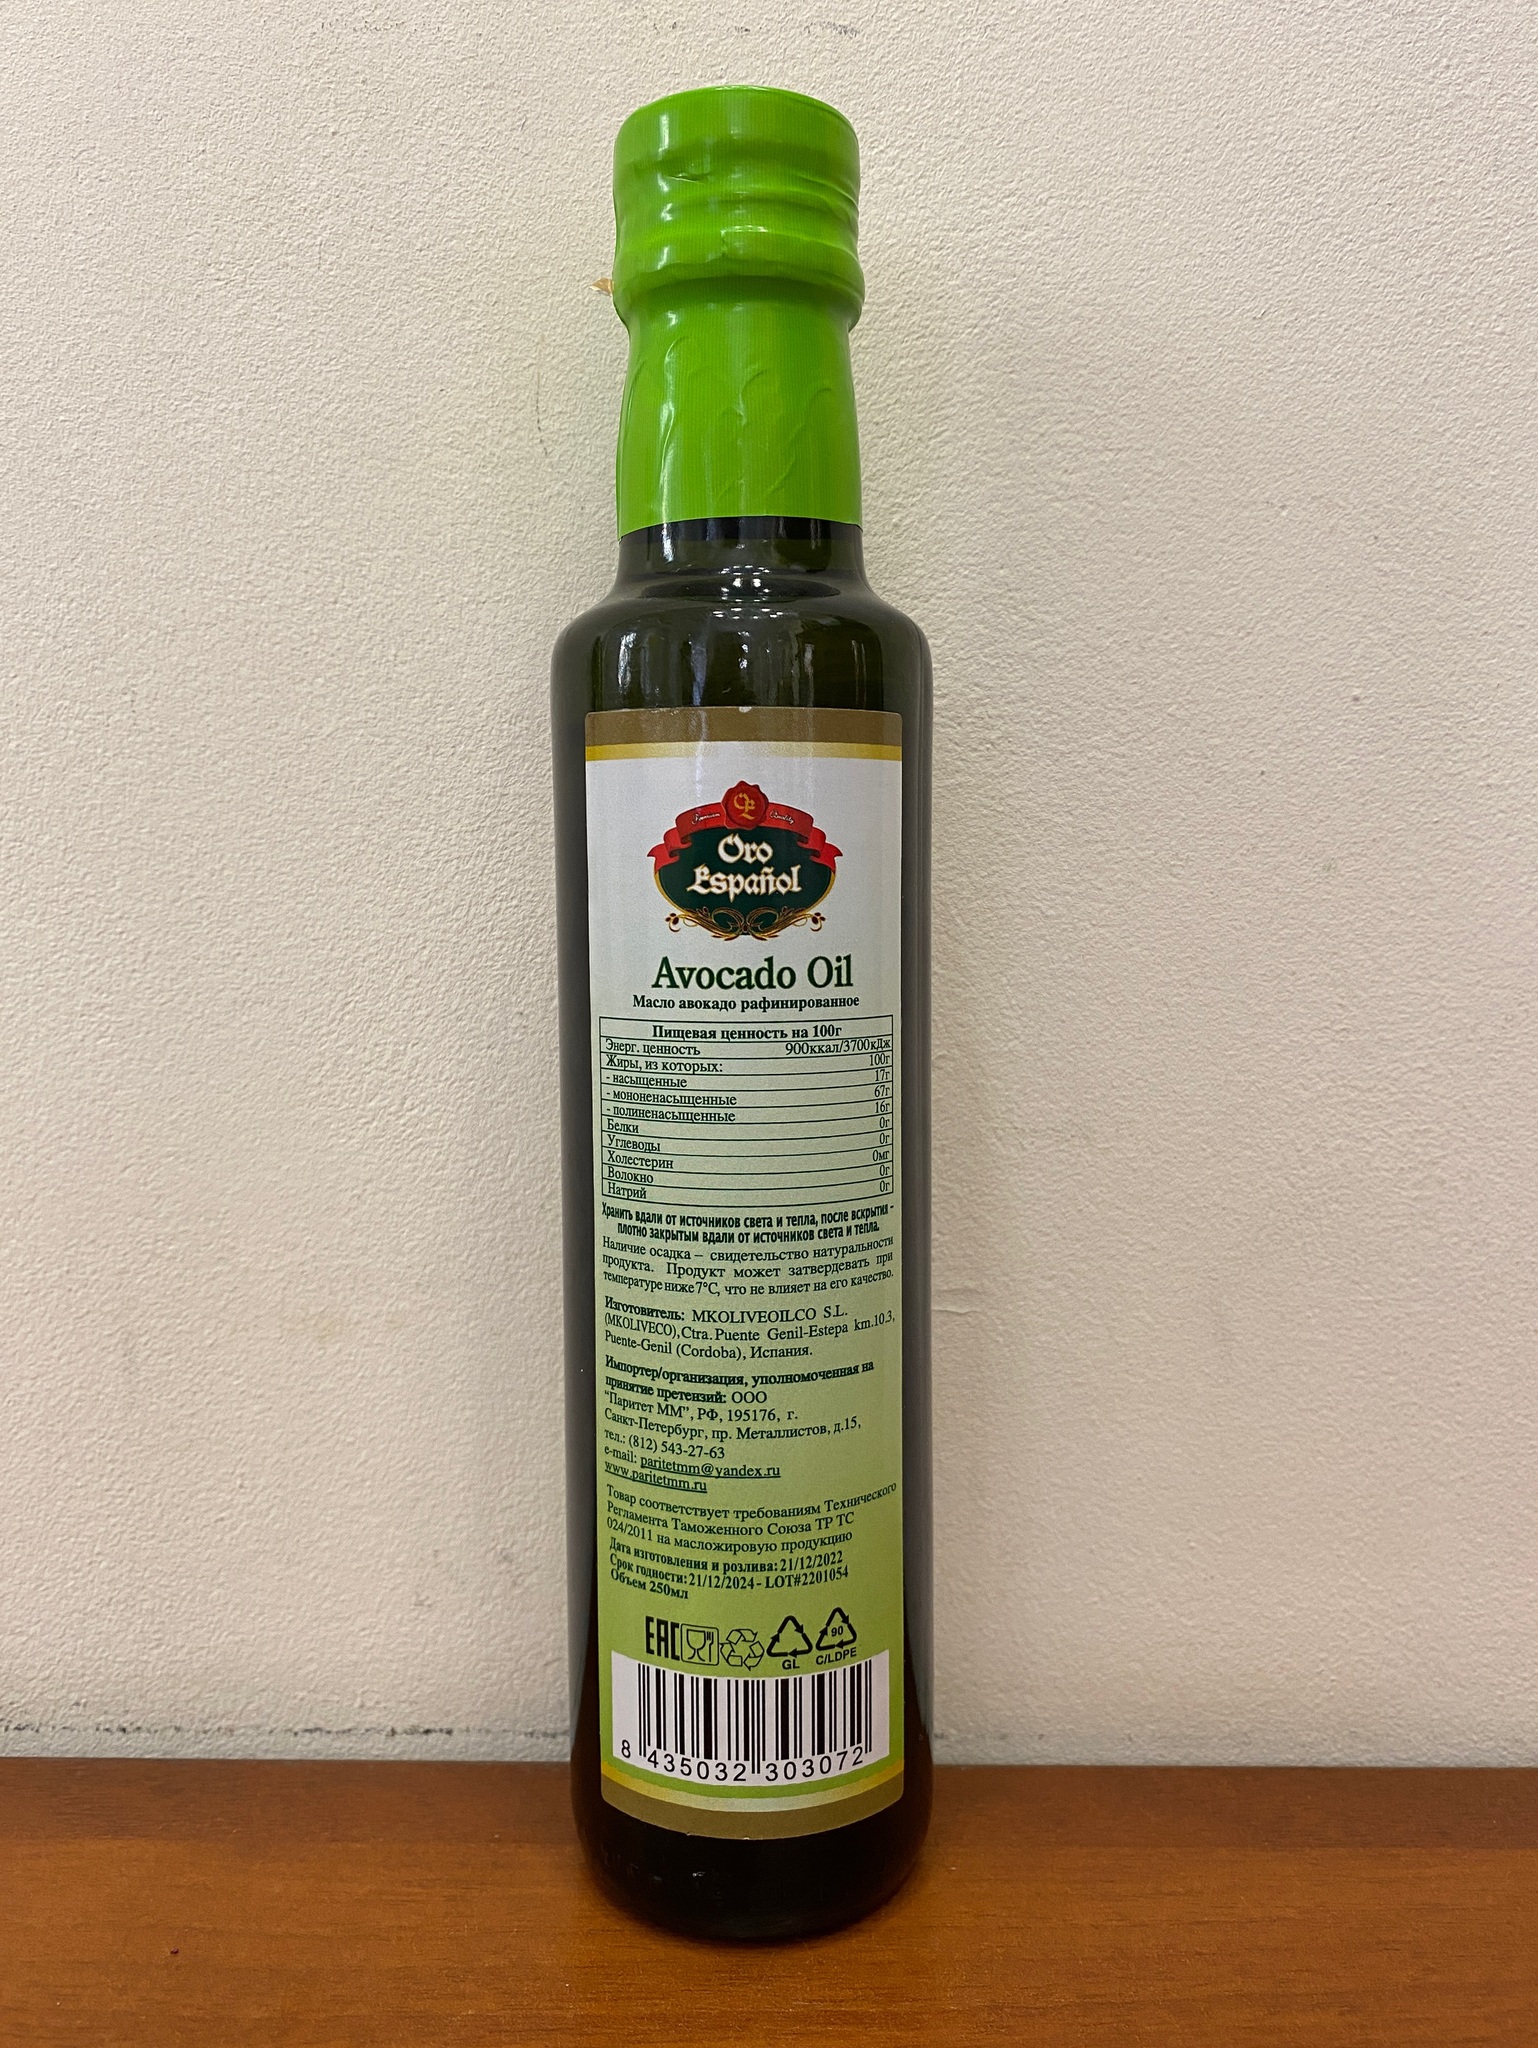 Premium Quality
Oro
Español
Avocado Oil
Масло авокадо рафинированное
Пищевая ценность на 100г
Энерг. ценность 900ккал/3700кДж
Жиры, из которых: 100г
- насыщенные 17г
- мононенасыщенные 67г
- полиненасыщенные 16г
Белки 0г
Углеводы 0г
Холестерин 0мг
Волокно 0г
Натрий 0г
Хранить вдали от источников света и тепла, после вскрытия -
плотно закрытым вдали от источников света и тепла.
Наличие осадка – свидетельство натуральности
продукта. Продукт может затвердевать при
температуре ниже 7°C, что не влияет на его качество.
Изготовитель: MKOLIVEOILCO S.L.
(MKOLIVECO), Ctra. Puente Genil-Estepa km.10.3,
Puente-Genil (Cordoba), Испания.
Импортер/организация, уполномоченная на
принятие претензий: ООО
"Паритет ММ", РФ, 195176, г.
Санкт-Петербург, пр. Металлистов, д.15,
тел.: (812) 543-27-63
e-mail: paritetmm@yandex.ru
www.paritetmm.ru
Товар соответствует требованиям Технического
Регламента Таможенного Союза ТР ТС
024/2011 на масложировую продукцию
Дата изготовления и розлива: 21/12/2022
Срок годности: 21/12/2024 - LOT#2201054
Объем 250мл
EAC
GL
90
C/LDPE
8 435032 303072